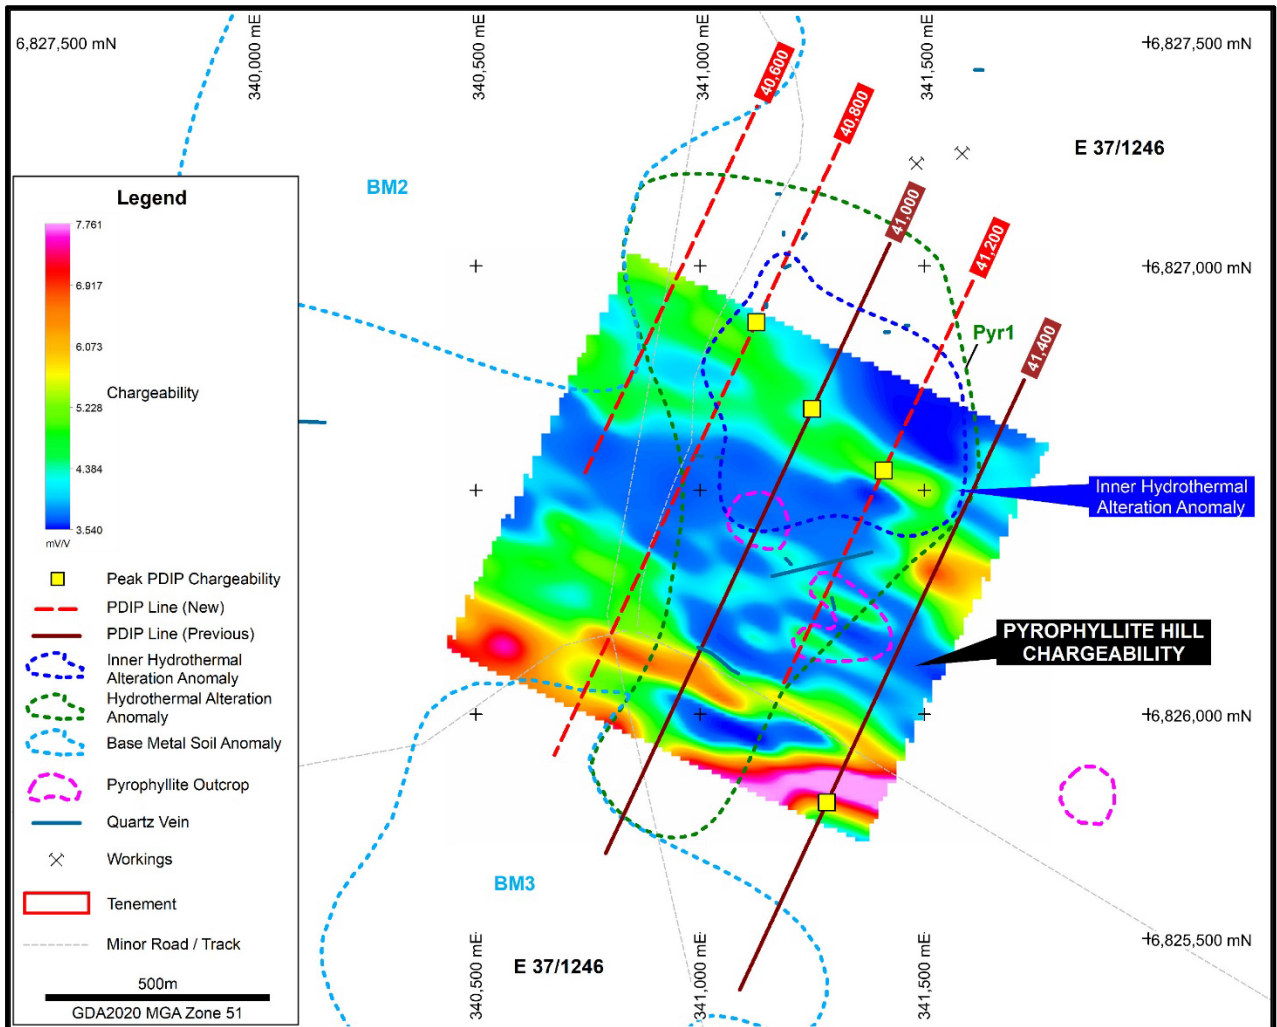 6,827,500 mN
340,000 mE
340,500 mE
341,000 mE
341,500 mE
6,827,500 mN
40,600
40,800
41,000
41,200
41,400
E 37/1246
BM2
6,827,000 mN
Pyr1
Legend
7.761
6.917
6.073
5.228
4.384
3.540
mV/V
Chargeability
Peak PDIP Chargeability
PDIP Line (New)
PDIP Line (Previous)
Inner Hydrothermal
Alteration Anomaly
Hydrothermal Alteration
Anomaly
Base Metal Soil Anomaly
Pyrophyllite Outcrop
Quartz Vein
Workings
Tenement
Minor Road / Track
500m
GDA2020 MGA Zone 51
Inner Hydrothermal
Alteration Anomaly
PYROPHYLLITE HILL
CHARGEABILITY
6,826,000 mN
BM3
6,825,500 mN
340,500 mE
341,000 mE
341,500 mE
E 37/1246